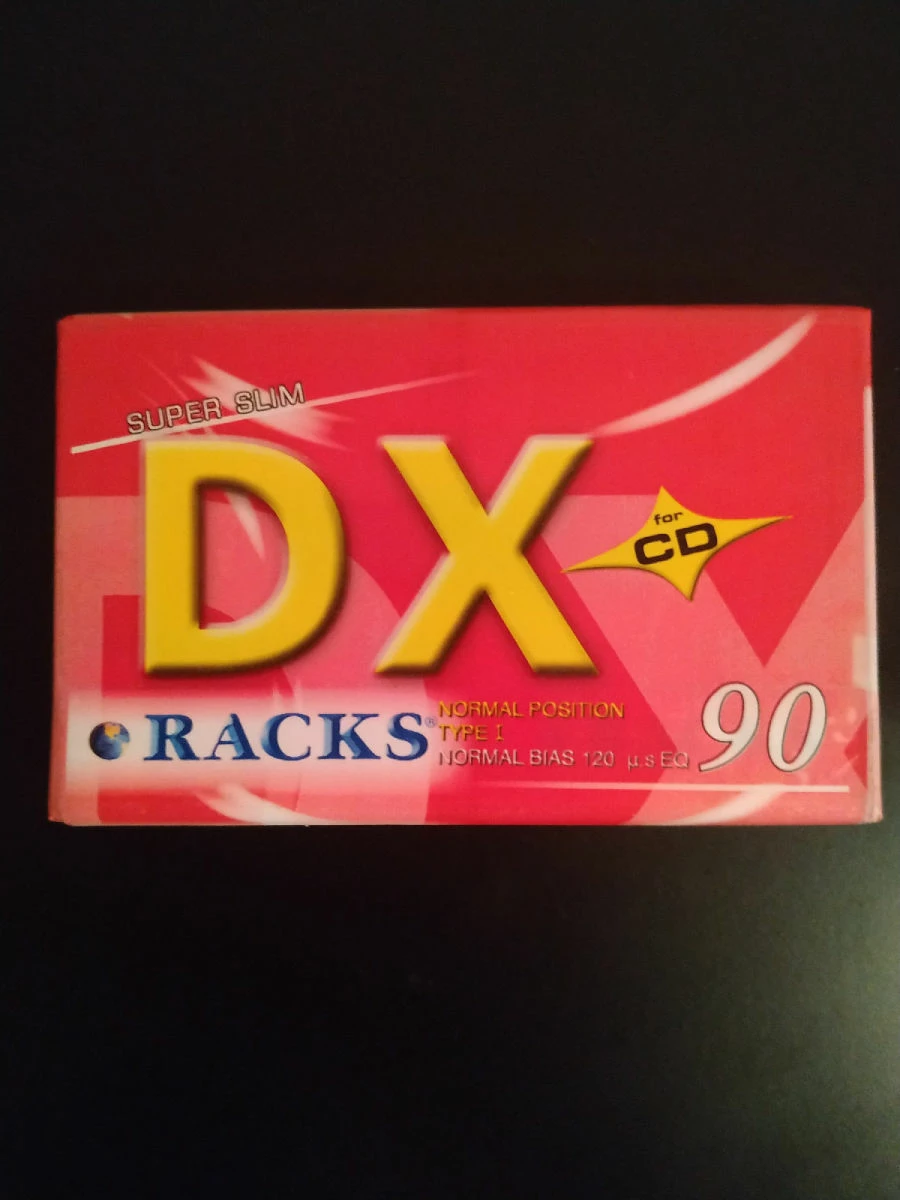 SUPER SLIM
DX
for
CD
RACKS®
NORMAL POSITION
TYPE I
NORMAL BIAS 120 µs EQ
90